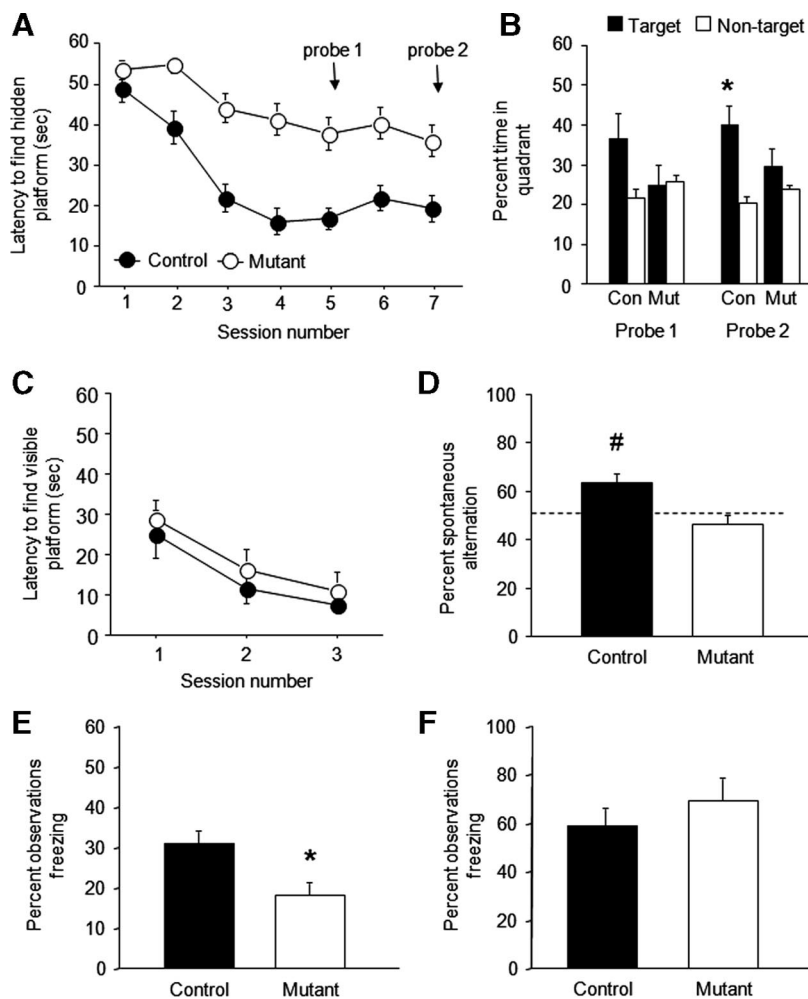 A
Latency to find hidden
platform (sec)
60
50
40
30
20
10
0
probe 1
probe 2
Control
Mutant
1 2 3 4 5 6 7
Session number
B
Target
Non-target
Percent time in
quadrant
60
50
40
30
20
10
0
*
Con Mut
Con Mut
Probe 1
Probe 2
C
Latency to find visible
platform (sec)
60
50
40
30
20
10
0
1 2 3
Session number
D
Percent spontaneous
alternation
100
80
60
40
20
0
#
Control
Mutant
E
Percent observations
freezing
60
50
40
30
20
10
0
*
Control
Mutant
F
Percent observations
freezing
100
80
60
40
20
0
Control
Mutant